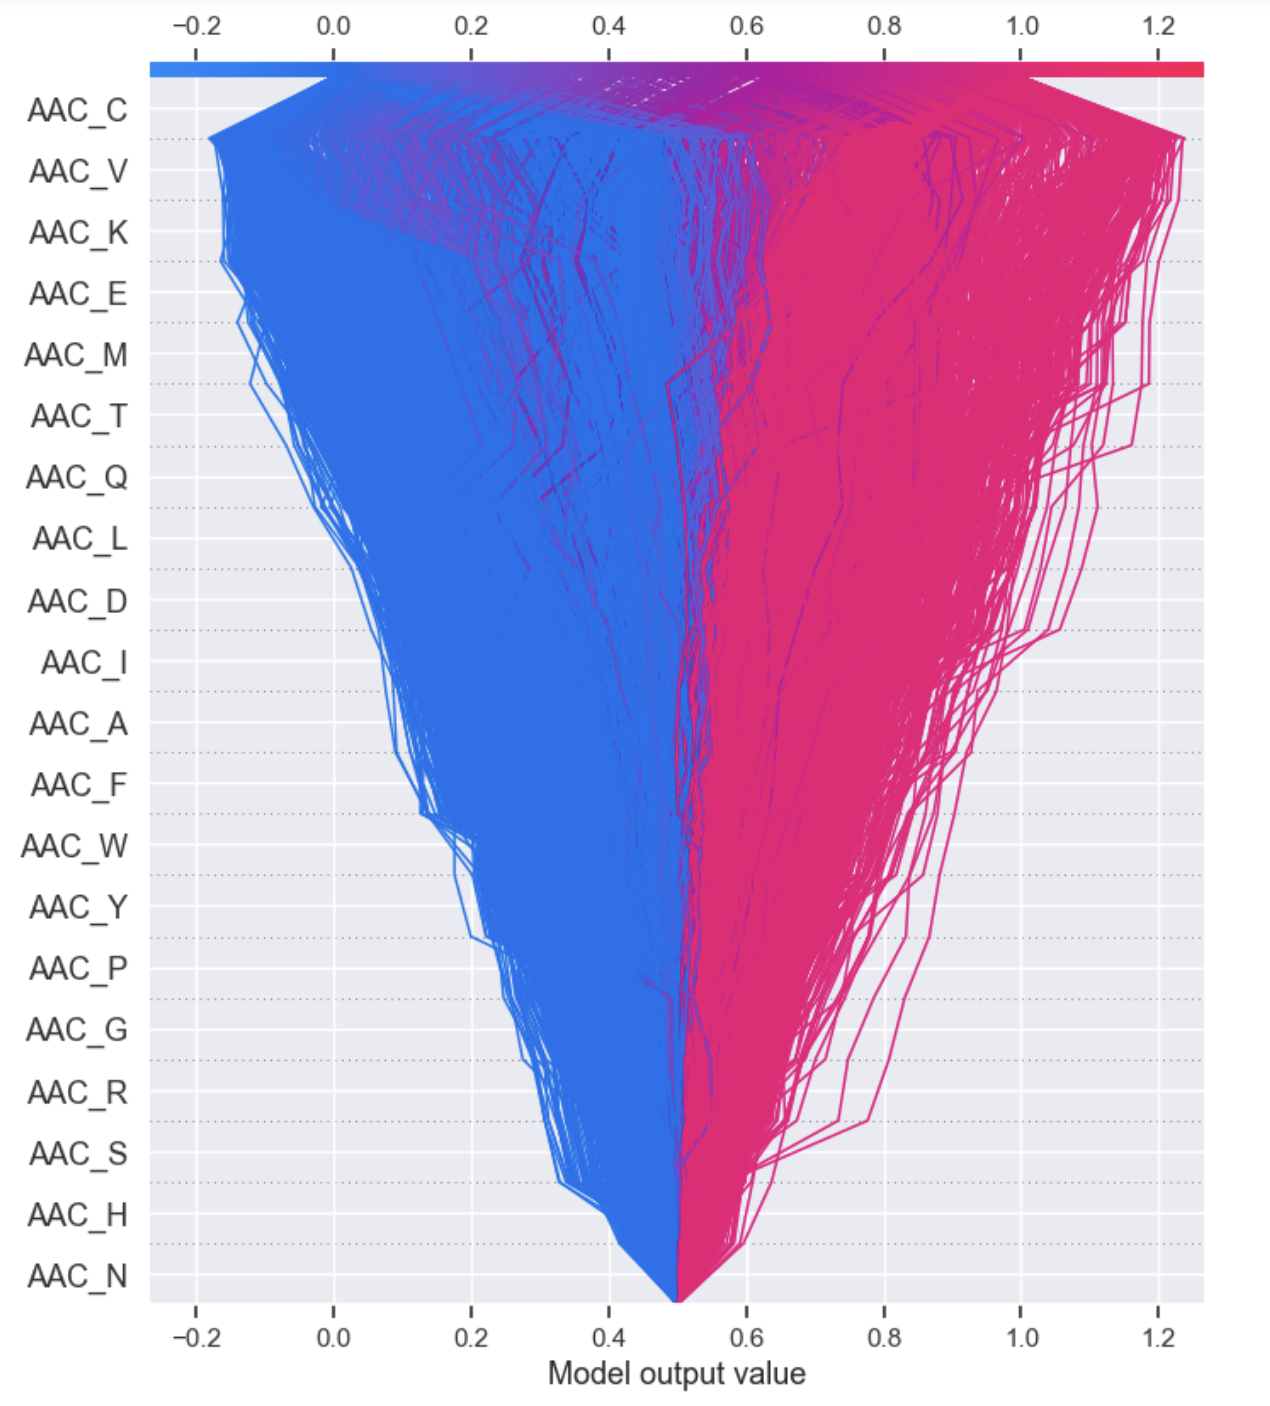 −0.2 0.0 0.2 0.4 0.6 0.8 1.0 1.2
AAC_C
AAC_V
AAC_K
AAC_E
AAC_M
AAC_T
AAC_Q
AAC_L
AAC_D
AAC_I
AAC_A
AAC_F
AAC_W
AAC_Y
AAC_P
AAC_G
AAC_R
AAC_S
AAC_H
AAC_N
−0.2 0.0 0.2 0.4 0.6 0.8 1.0 1.2
Model output value